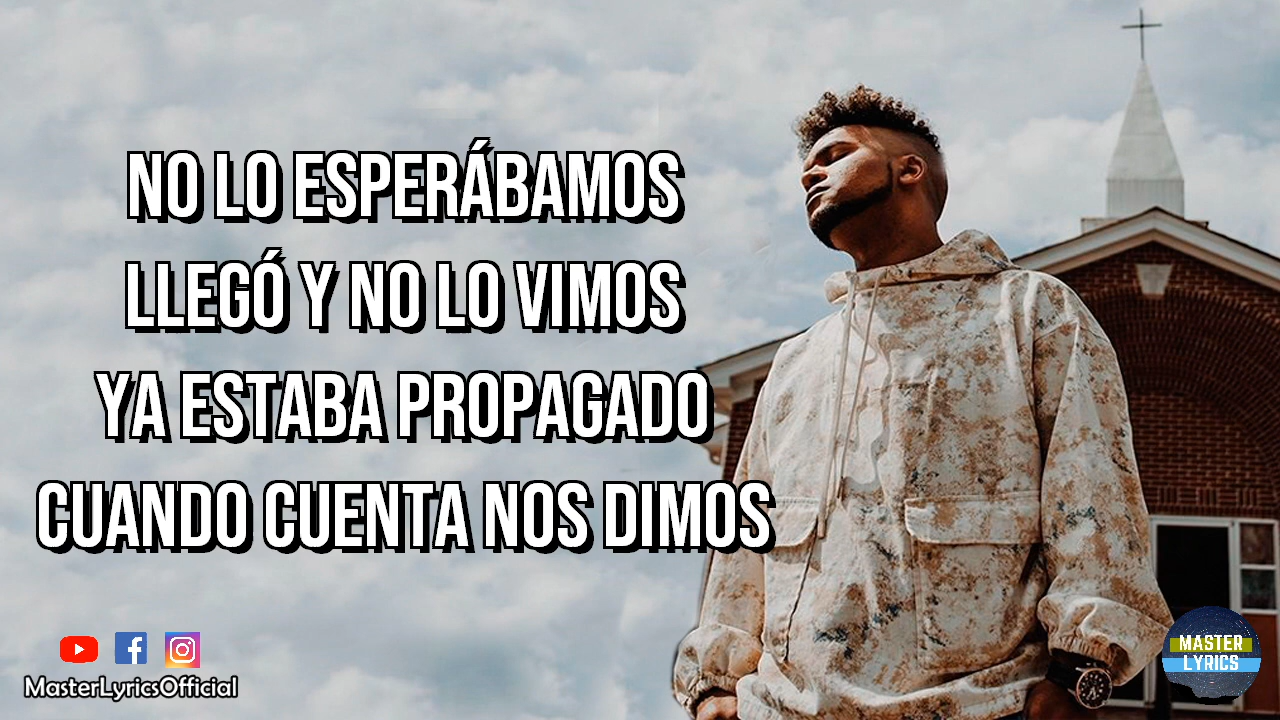 NO LO ESPERÁBAMOS
LLEGÓ Y NO LO VIMOS
YA ESTABA PROPAGADO
CUANDO CUENTA NOS DIMOS
MasterLyricsOfficial
MASTER
LYRICS